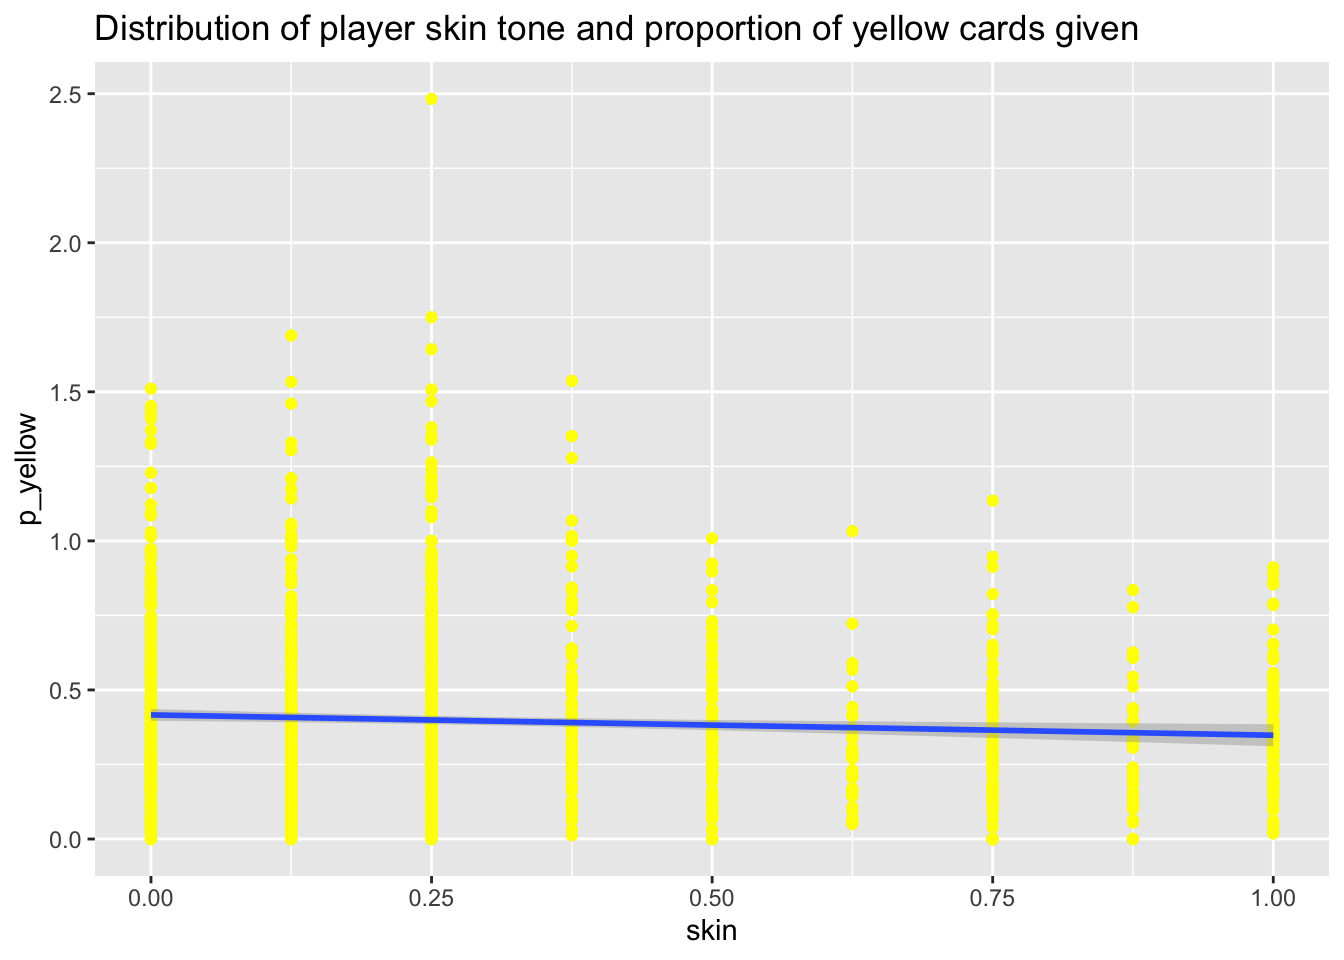 Distribution of player skin tone and proportion of yellow cards given
2.5
2.0
1.5
1.0
0.5
0.0
p_yellow
0.00 0.25 0.50 0.75 1.00
skin